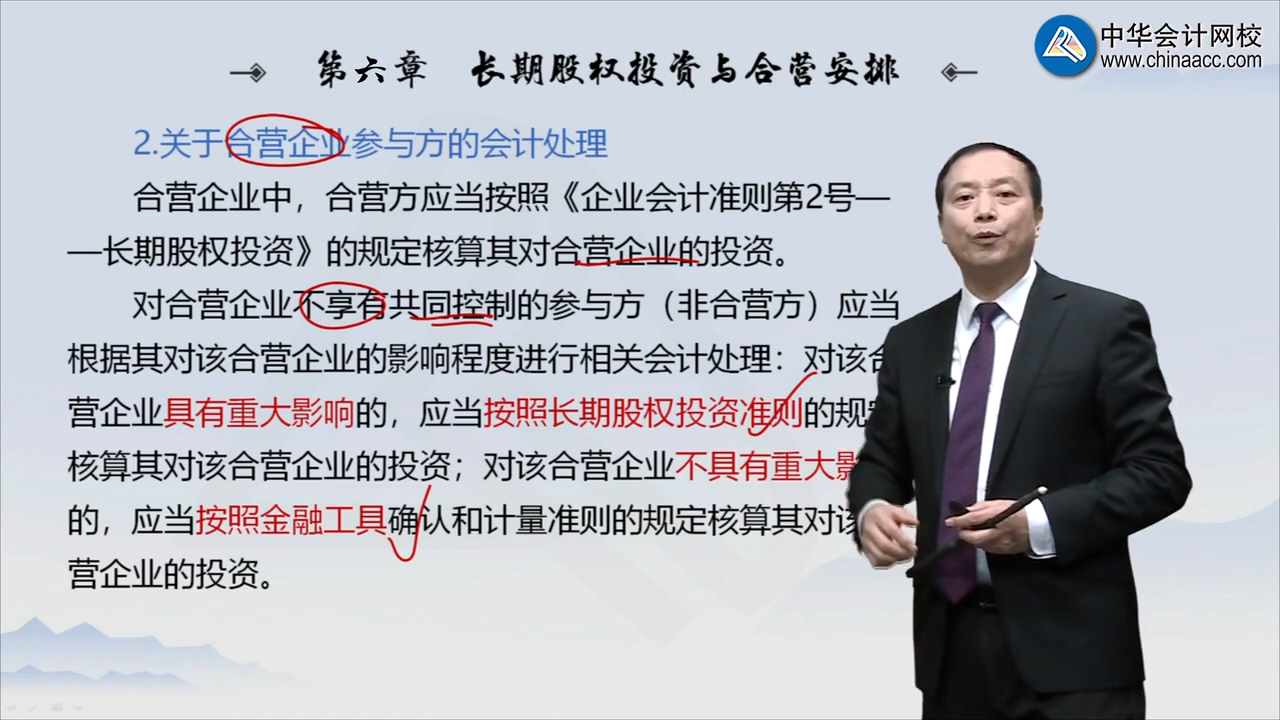 中华会计网校
www.chinaacc.com
第六章 长期股权投资与合营安排
2.关于合营企业参与方的会计处理
合营企业中，合营方应当按照《企业会计准则第2号—
—长期股权投资》的规定核算其对合营企业的投资。
对合营企业不享有共同控制的参与方（非合营方）应当
根据其对该合营企业的影响程度进行相关会计处理：对该合
营企业具有重大影响的，应当按照长期股权投资准则的规定
核算其对该合营企业的投资；对该合营企业不具有重大影
的，应当按照金融工具确认和计量准则的规定核算其对该
营企业的投资。